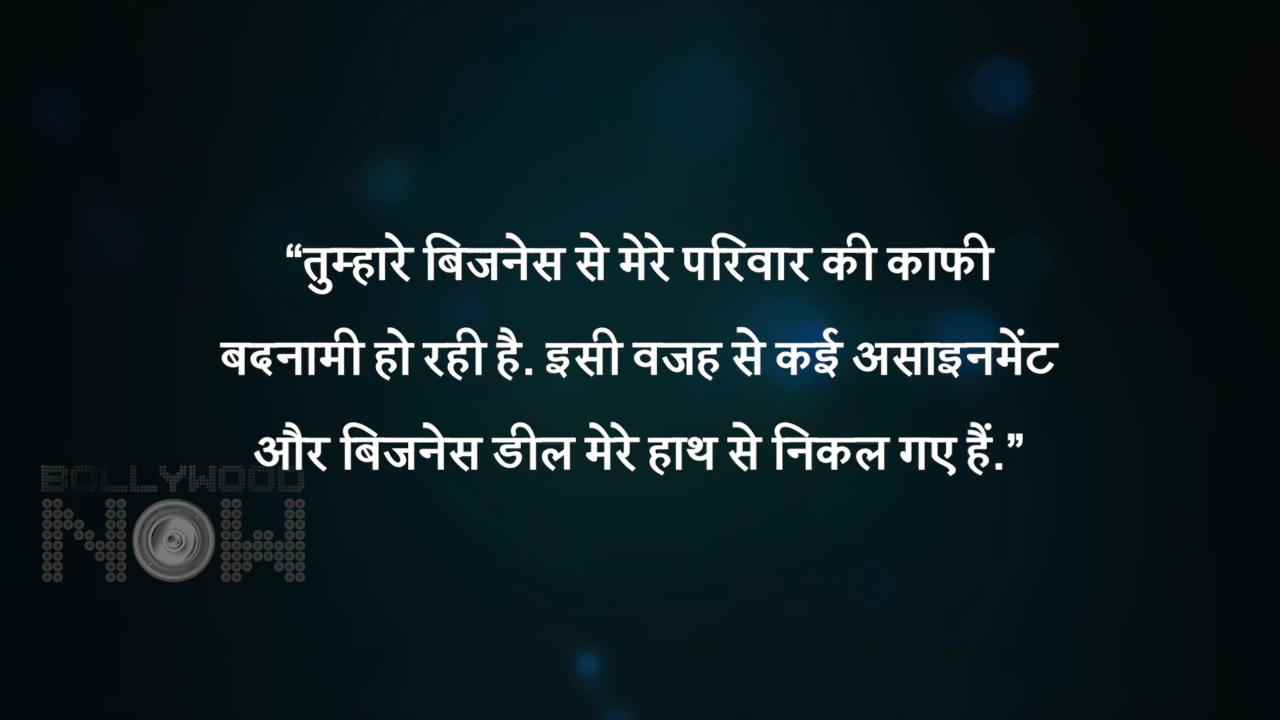 “तुम्हारे बिजनेस से मेरे परिवार की काफी
बदनामी हो रही है. इसी वजह से कई असाइनमेंट
और बिजनेस डील मेरे हाथ से निकल गए हैं.”
BOLLYWOOD
NOW